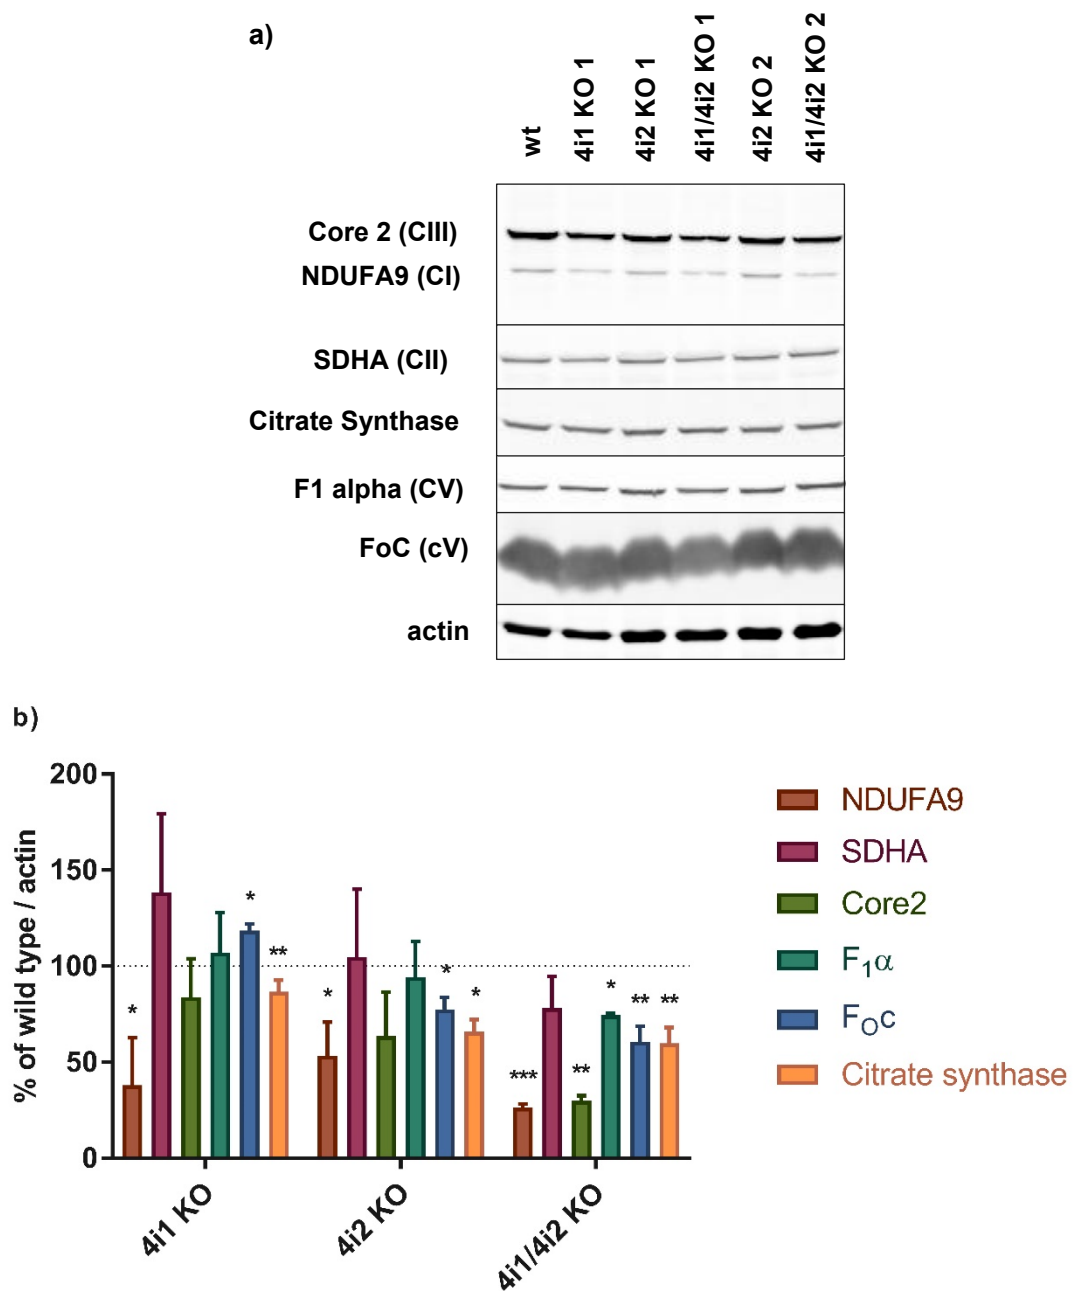 a)
wt
4i1 KO 1
4i2 KO 1
4i1/4i2 KO 1
4i2 KO 2
4i1/4i2 KO 2
Core 2 (CIII)
NDUFA9 (CI)
SDHA (CII)
Citrate Synthase
F1 alpha (CV)
FoC (cV)
actin
b)
% of wild type / actin
200
150
100
50
0
*
*
**
*
*
*
***
**
*
**
**
4i1 KO
4i2 KO
4i1/4i2 KO
NDUFA9
SDHA
Core2
F₁α
F_Oc
Citrate synthase